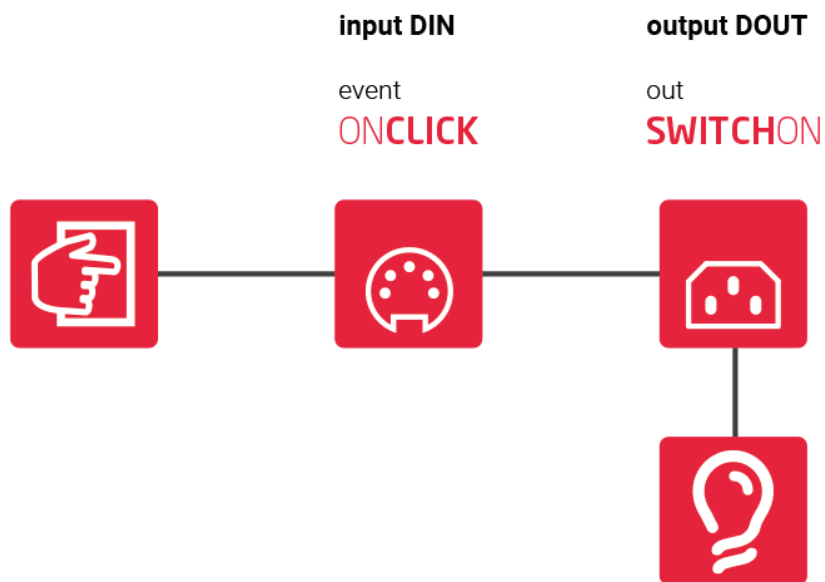 input DIN
event
ONCLICK
output DOUT
out
SWITCHON